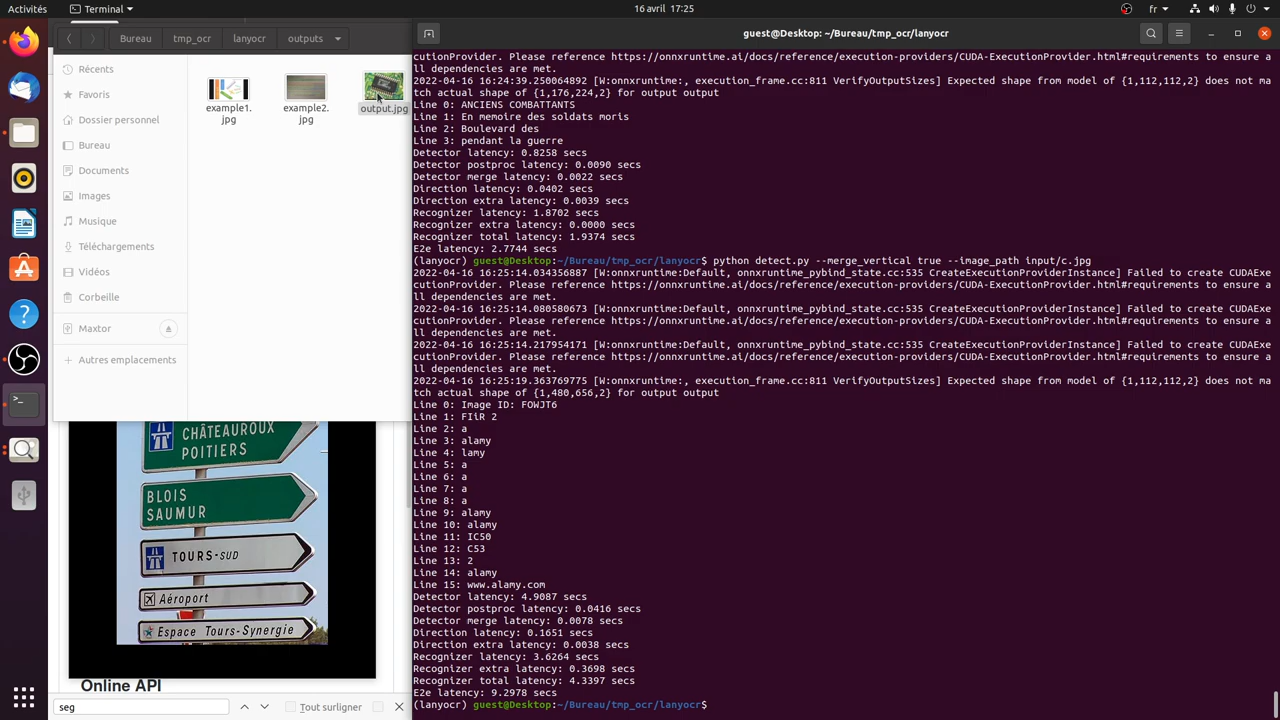 Activités
Terminal
16 avril 17:25
fr
Bureau
tmp_ocr
lanyocr
outputs
guest@Desktop: ~/Bureau/tmp_ocr/lanyocr
Récents
Favoris
Dossier personnel
Bureau
Documents
Images
Musique
Téléchargements
Vidéos
Corbeille
Maxtor
Autres emplacements
example1.
jpg
example2.
jpg
output.jpg
CHÂTEAUROUX
POITIERS
BLOIS
SAUMUR
TOURS-SUD
Aéroport
Espace Tours-Synergie
Online API
seg
Tout surligner
cutionProvider. Please reference https://onnxruntime.ai/docs/reference/execution-providers/CUDA-ExecutionProvider.html#requirements to ensure a
ll dependencies are met.
2022-04-16 16:24:39.250064892 [W:onnxruntime:, execution_frame.cc:811 VerifyOutputSizes] Expected shape from model of {1,112,112,2} does not ma
tch actual shape of {1,176,224,2} for output output
Line 0: ANCIENS COMBATTANTS
Line 1: En memoire des soldats moris
Line 2: Boulevard des
Line 3: pendant la guerre
Detector latency: 0.8258 secs
Detector postproc latency: 0.0090 secs
Detector merge latency: 0.0022 secs
Direction latency: 0.0402 secs
Direction extra latency: 0.0039 secs
Recognizer latency: 1.8702 secs
Recognizer extra latency: 0.0000 secs
Recognizer total latency: 1.9374 secs
E2e latency: 2.7744 secs
(lanyocr) guest@Desktop:~/Bureau/tmp_ocr/lanyocr$ python detect.py --merge_vertical true --image_path input/c.jpg
2022-04-16 16:25:14.034356887 [W:onnxruntime:Default, onnxruntime_pybind_state.cc:535 CreateExecutionProviderInstance] Failed to create CUDAExe
cutionProvider. Please reference https://onnxruntime.ai/docs/reference/execution-providers/CUDA-ExecutionProvider.html#requirements to ensure a
ll dependencies are met.
2022-04-16 16:25:14.080580673 [W:onnxruntime:Default, onnxruntime_pybind_state.cc:535 CreateExecutionProviderInstance] Failed to create CUDAExe
cutionProvider. Please reference https://onnxruntime.ai/docs/reference/execution-providers/CUDA-ExecutionProvider.html#requirements to ensure a
ll dependencies are met.
2022-04-16 16:25:14.217954171 [W:onnxruntime:Default, onnxruntime_pybind_state.cc:535 CreateExecutionProviderInstance] Failed to create CUDAExe
cutionProvider. Please reference https://onnxruntime.ai/docs/reference/execution-providers/CUDA-ExecutionProvider.html#requirements to ensure a
ll dependencies are met.
2022-04-16 16:25:19.363769775 [W:onnxruntime:, execution_frame.cc:811 VerifyOutputSizes] Expected shape from model of {1,112,112,2} does not ma
tch actual shape of {1,480,656,2} for output output
Line 0: Image ID: FOWJT6
Line 1: FIiR 2
Line 2: a
Line 3: alamy
Line 4: lamy
Line 5: a
Line 6: a
Line 7: a
Line 8: a
Line 9: alamy
Line 10: alamy
Line 11: IC50
Line 12: C53
Line 13: 2
Line 14: alamy
Line 15: www.alamy.com
Detector latency: 4.9087 secs
Detector postproc latency: 0.0416 secs
Detector merge latency: 0.0078 secs
Direction latency: 0.1651 secs
Direction extra latency: 0.0038 secs
Recognizer latency: 3.6264 secs
Recognizer extra latency: 0.3698 secs
Recognizer total latency: 4.3397 secs
E2e latency: 9.2978 secs
(lanyocr) guest@Desktop:~/Bureau/tmp_ocr/lanyocr$